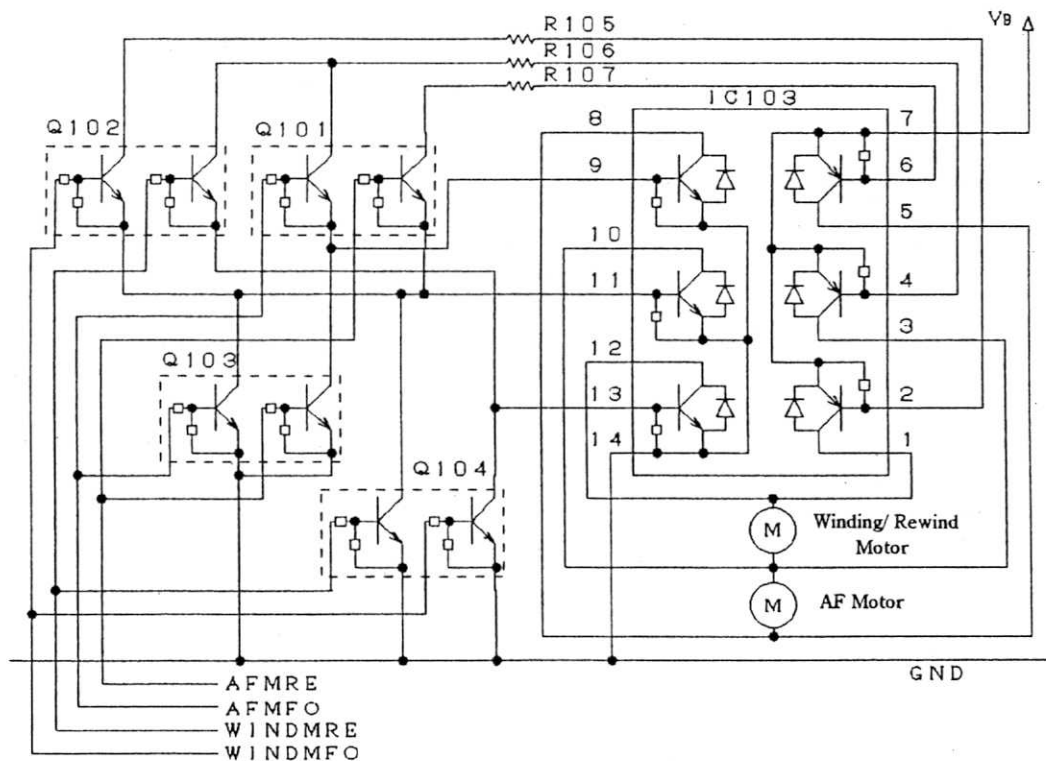 R105
VB
R106
R107
IC103
Q102
Q101
8
7
9
6
5
10
11
4
3
Q103
12
13
2
14
1
Q104
M
Winding/ Rewind
Motor
M
AF Motor
GND
AFMRE
AFMFO
WINDMRE
WINDMFO